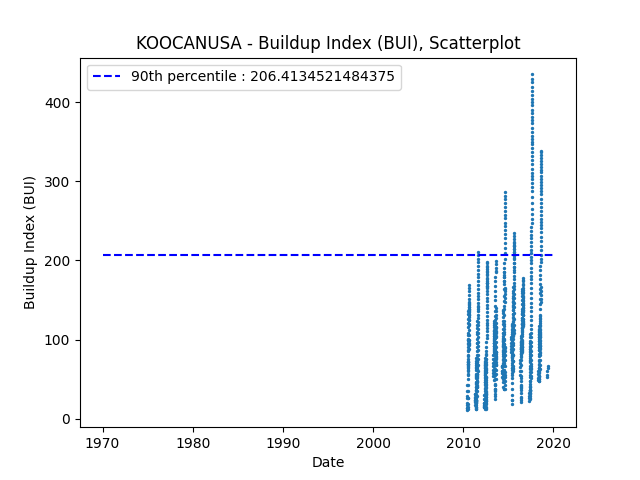 KOOCANUSA - Buildup Index (BUI), Scatterplot
90th percentile : 206.4134521484375
400
300
200
100
0
Buildup Index (BUI)
1970
1980
1990
2000
2010
2020
Date